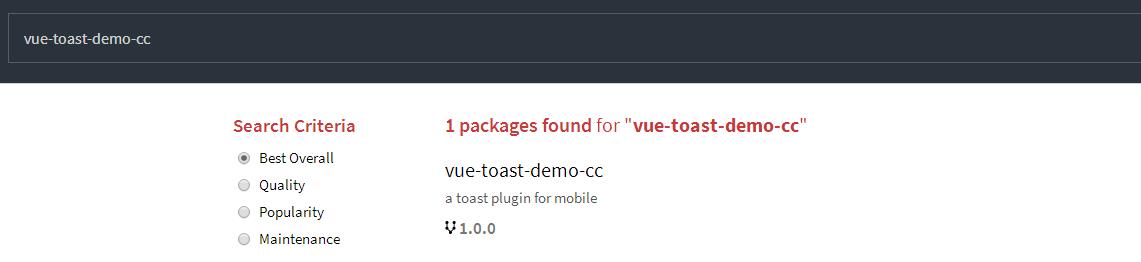 vue-toast-demo-cc
Search Criteria
Best Overall
Quality
Popularity
Maintenance
1 packages found for "vue-toast-demo-cc"
vue-toast-demo-cc
a toast plugin for mobile
1.0.0